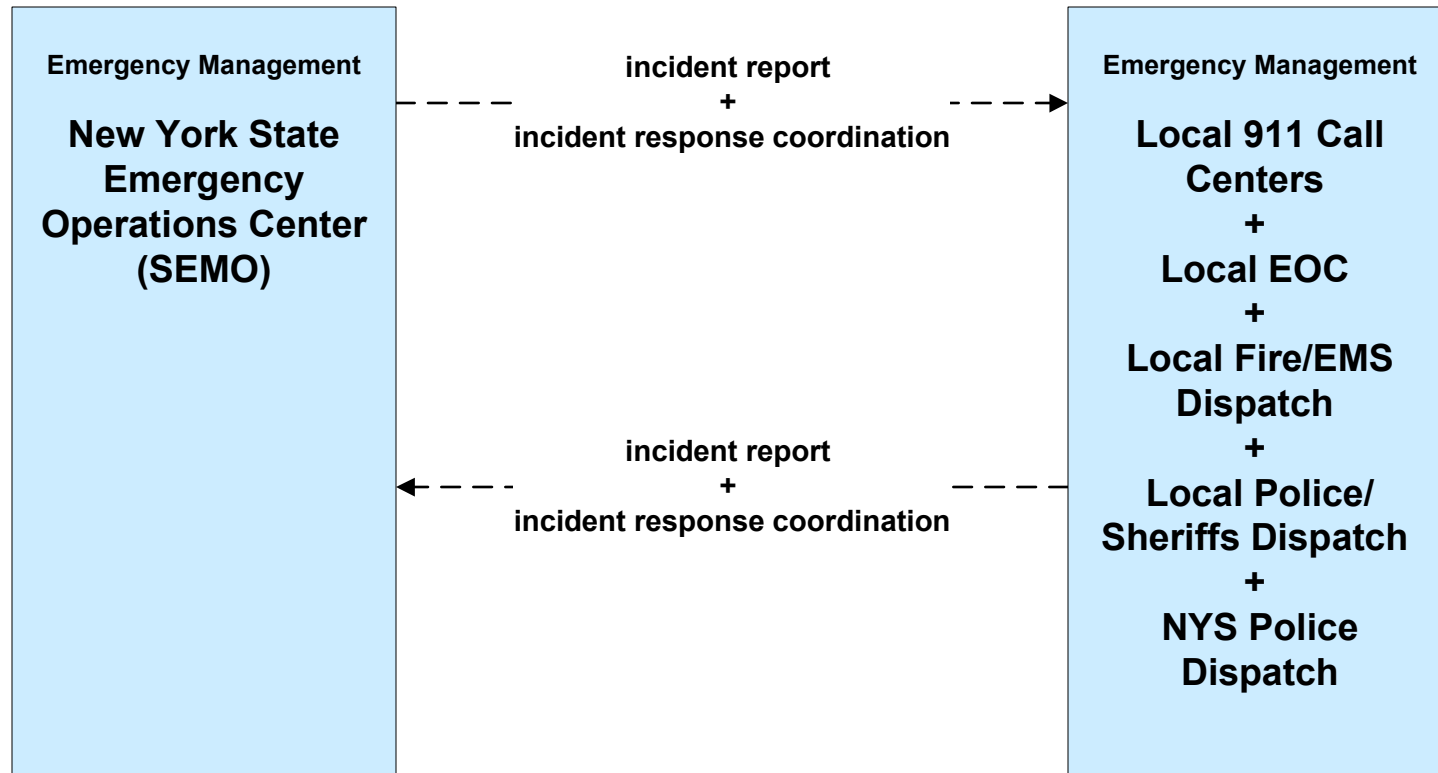 Emergency Management
New York State
Emergency
Operations Center
(SEMO)
incident report
+
incident response coordination
incident report
+
incident response coordination
Emergency Management
Local 911 Call
Centers
+
Local EOC
+
Local Fire/EMS
Dispatch
+
Local Police/
Sheriffs Dispatch
+
NYS Police
Dispatch